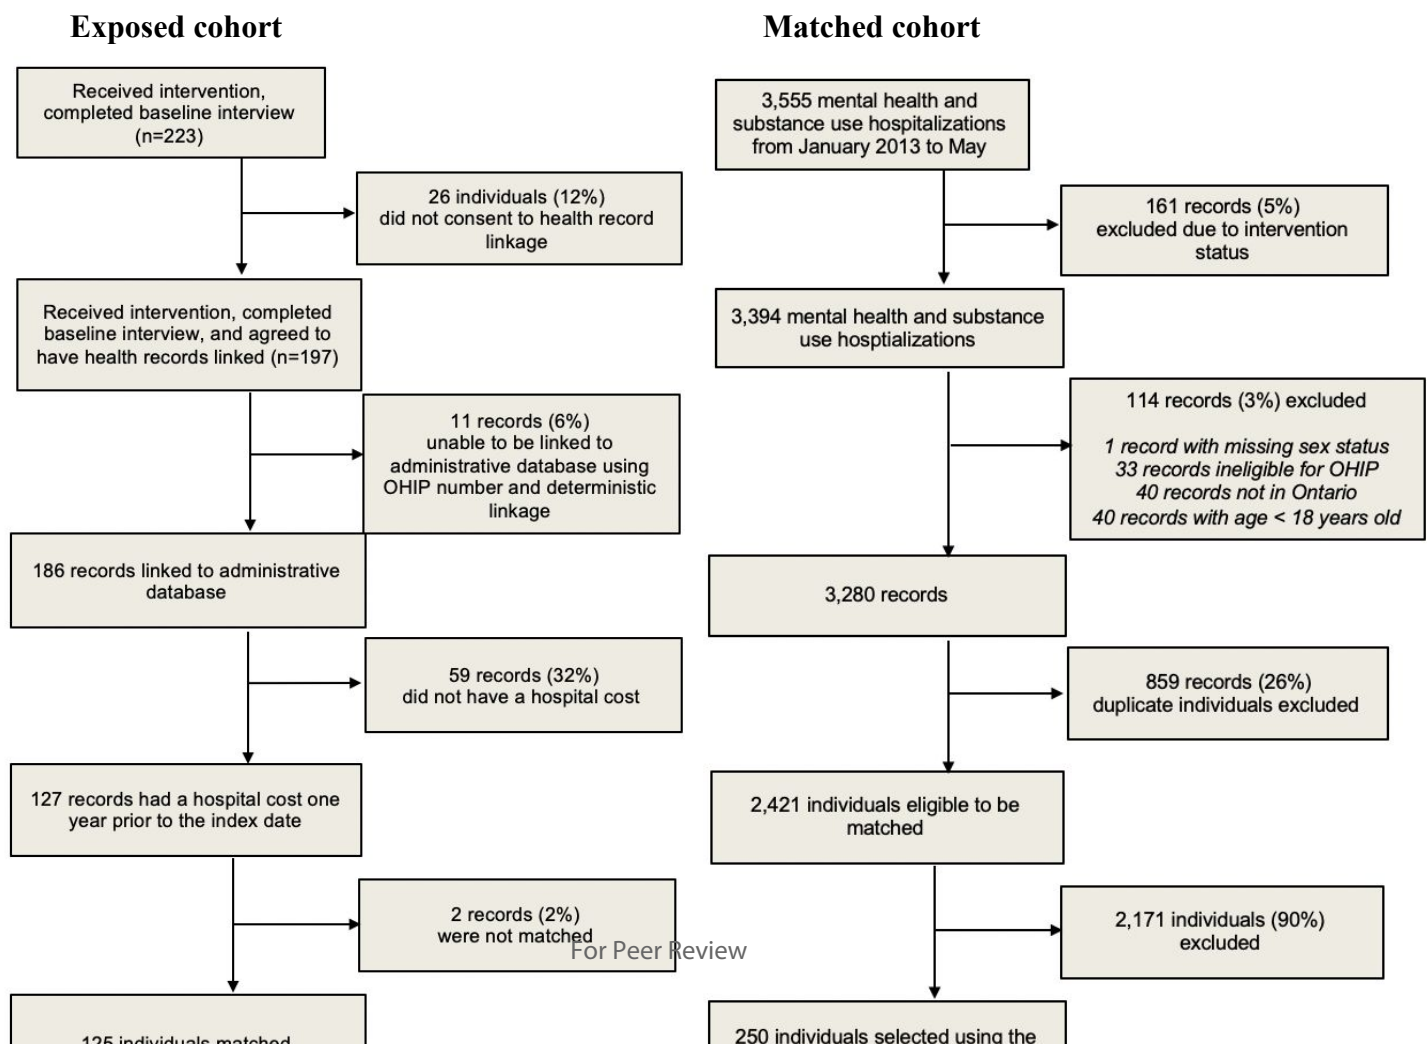 Exposed cohort
Received intervention,
completed baseline interview
(n=223)
26 individuals (12%)
did not consent to health record
linkage
Received intervention, completed
baseline interview, and agreed to
have health records linked (n=197)
11 records (6%)
unable to be linked to
administrative database using
OHIP number and deterministic
linkage
186 records linked to administrative
database
59 records (32%)
did not have a hospital cost
127 records had a hospital cost one
year prior to the index date
2 records (2%)
were not matched
125 individuals matched
Matched cohort
3,555 mental health and
substance use hospitalizations
from January 2013 to May
161 records (5%)
excluded due to intervention
status
3,394 mental health and substance
use hosptializations
114 records (3%) excluded
1 record with missing sex status
33 records ineligible for OHIP
40 records not in Ontario
40 records with age < 18 years old
3,280 records
859 records (26%)
duplicate individuals excluded
2,421 individuals eligible to be
matched
2,171 individuals (90%)
excluded
250 individuals selected using the
For Peer Review